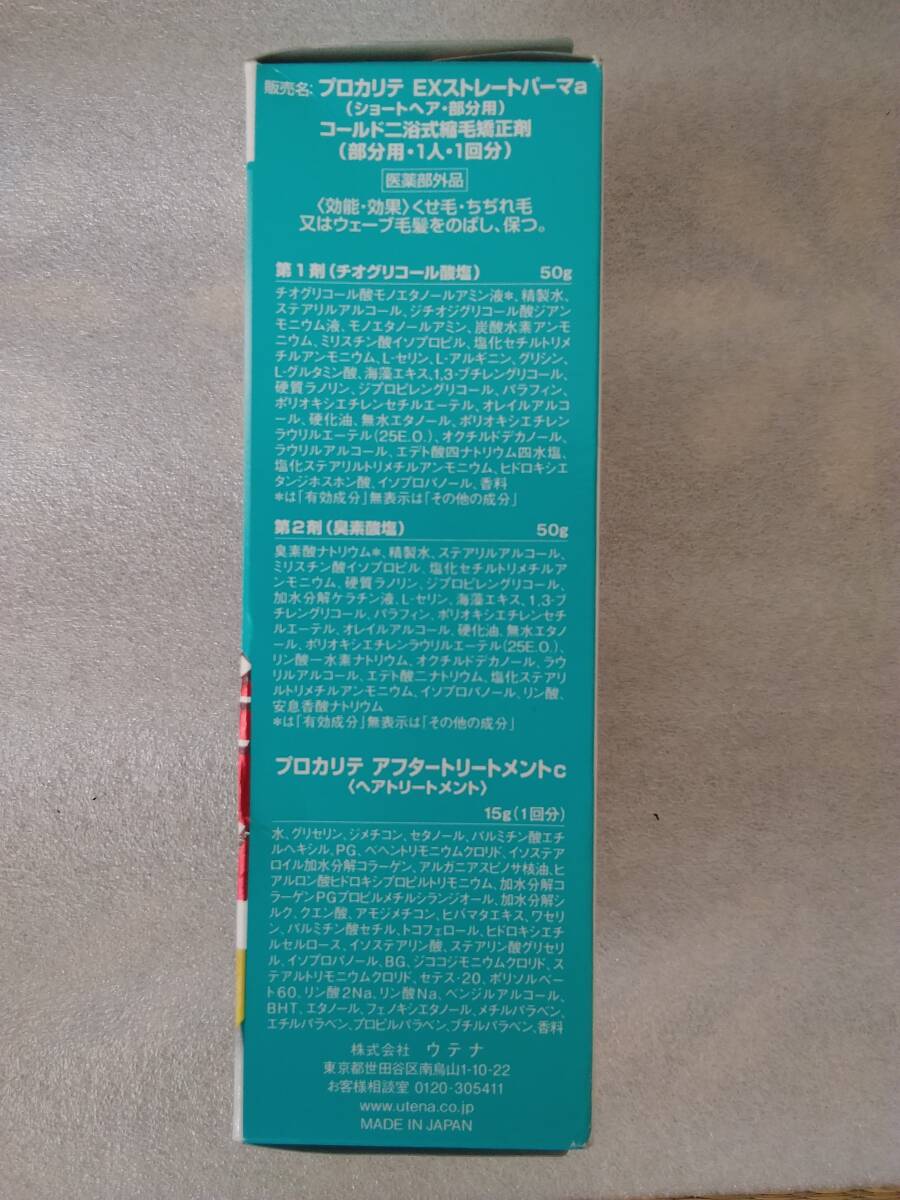 販売名: プロカリテ EXストレートパーマa
(ショートヘア・部分用)
コールド二浴式縮毛矯正剤
(部分用・1人・1回分)
医薬部外品
〈効能・効果〉くせ毛・ちぢれ毛
又はウェーブ毛髪をのばし、保つ。
第1剤(チオグリコール酸塩) 50g
チオグリコール酸モノエタノールアミン液*、精製水、
ステアリルアルコール、ジチオジグリコール酸ジアン
モニウム液、モノエタノールアミン、炭酸水素アンモ
ニウム、ミリスチン酸イソプロピル、塩化セチルトリメ
チルアンモニウム、L-セリン、L-アルギニン、グリシン、
L-グルタミン酸、海藻エキス、1,3-ブチレングリコール、
硬質ラノリン、ジプロピレングリコール、パラフィン、
ポリオキシエチレンセチルエーテル、オレイルアルコ
ール、硬化油、無水エタノール、ポリオキシエチレン
ラウリルエーテル(25E.O.)、オクチルドデカノール、
ラウリルアルコール、エデト酸四ナトリウム四水塩、
塩化ステアリルトリメチルアンモニウム、ヒドロキシエ
タンジホスホン酸、イソプロパノール、香料
*は「有効成分」無表示は「その他の成分」
第2剤(臭素酸塩) 50g
臭素酸ナトリウム*、精製水、ステアリルアルコール、
ミリスチン酸イソプロピル、塩化セチルトリメチルア
ンモニウム、硬質ラノリン、ジプロピレングリコール、
加水分解ケラチン液、L-セリン、海藻エキス、1,3-ブ
チレングリコール、パラフィン、ポリオキシエチレンセチ
ルエーテル、オレイルアルコール、硬化油、無水エタノ
ール、ポリオキシエチレンラウリルエーテル(25E.O.)、
リン酸一水素ナトリウム、オクチルドデカノール、ラウ
リルアルコール、エデト酸二ナトリウム、塩化ステアリ
ルトリメチルアンモニウム、イソプロパノール、リン酸、
安息香酸ナトリウム
*は「有効成分」無表示は「その他の成分」
プロカリテ アフタートリートメントc
〈ヘアトリートメント〉
15g(1回分)
水、グリセリン、ジメチコン、セタノール、パルミチン酸エチ
ルヘキシル、PG、ベヘントリモニウムクロリド、イソステア
ロイル加水分解コラーゲン、アルガニアスピノサ核油、ヒ
アルロン酸ヒドロキシプロピルトリモニウム、加水分解コ
ラーゲンPGプロピルメチルシランジオール、加水分解シ
ルク、クエン酸、アモジメチコン、ヒバマタエキス、ワセリ
ン、パルミチン酸セチル、トコフェロール、ヒドロキシエチ
ルセルロース、イソステアリン酸、ステアリン酸グリセリ
ル、イソプロパノール、BG、ジココジモニウムクロリド、ス
テアルトリモニウムクロリド、セテス-20、ポリソルベー
ト60、リン酸2Na、リン酸Na、ベンジルアルコール、
BHT、エタノール、フェノキシエタノール、メチルパラベン、
エチルパラベン、プロピルパラベン、ブチルパラベン、香料
株式会社 ウテナ
東京都世田谷区南烏山1-10-22
お客様相談室 0120-305411
www.utena.co.jp
MADE IN JAPAN